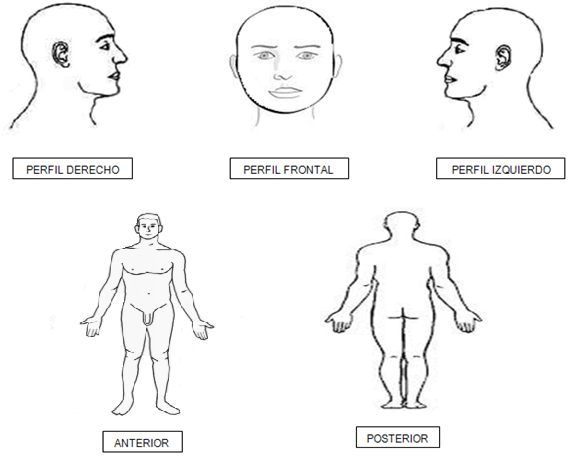 PERFIL DERECHO
PERFIL FRONTAL
PERFIL IZQUIERDO
ANTERIOR
POSTERIOR